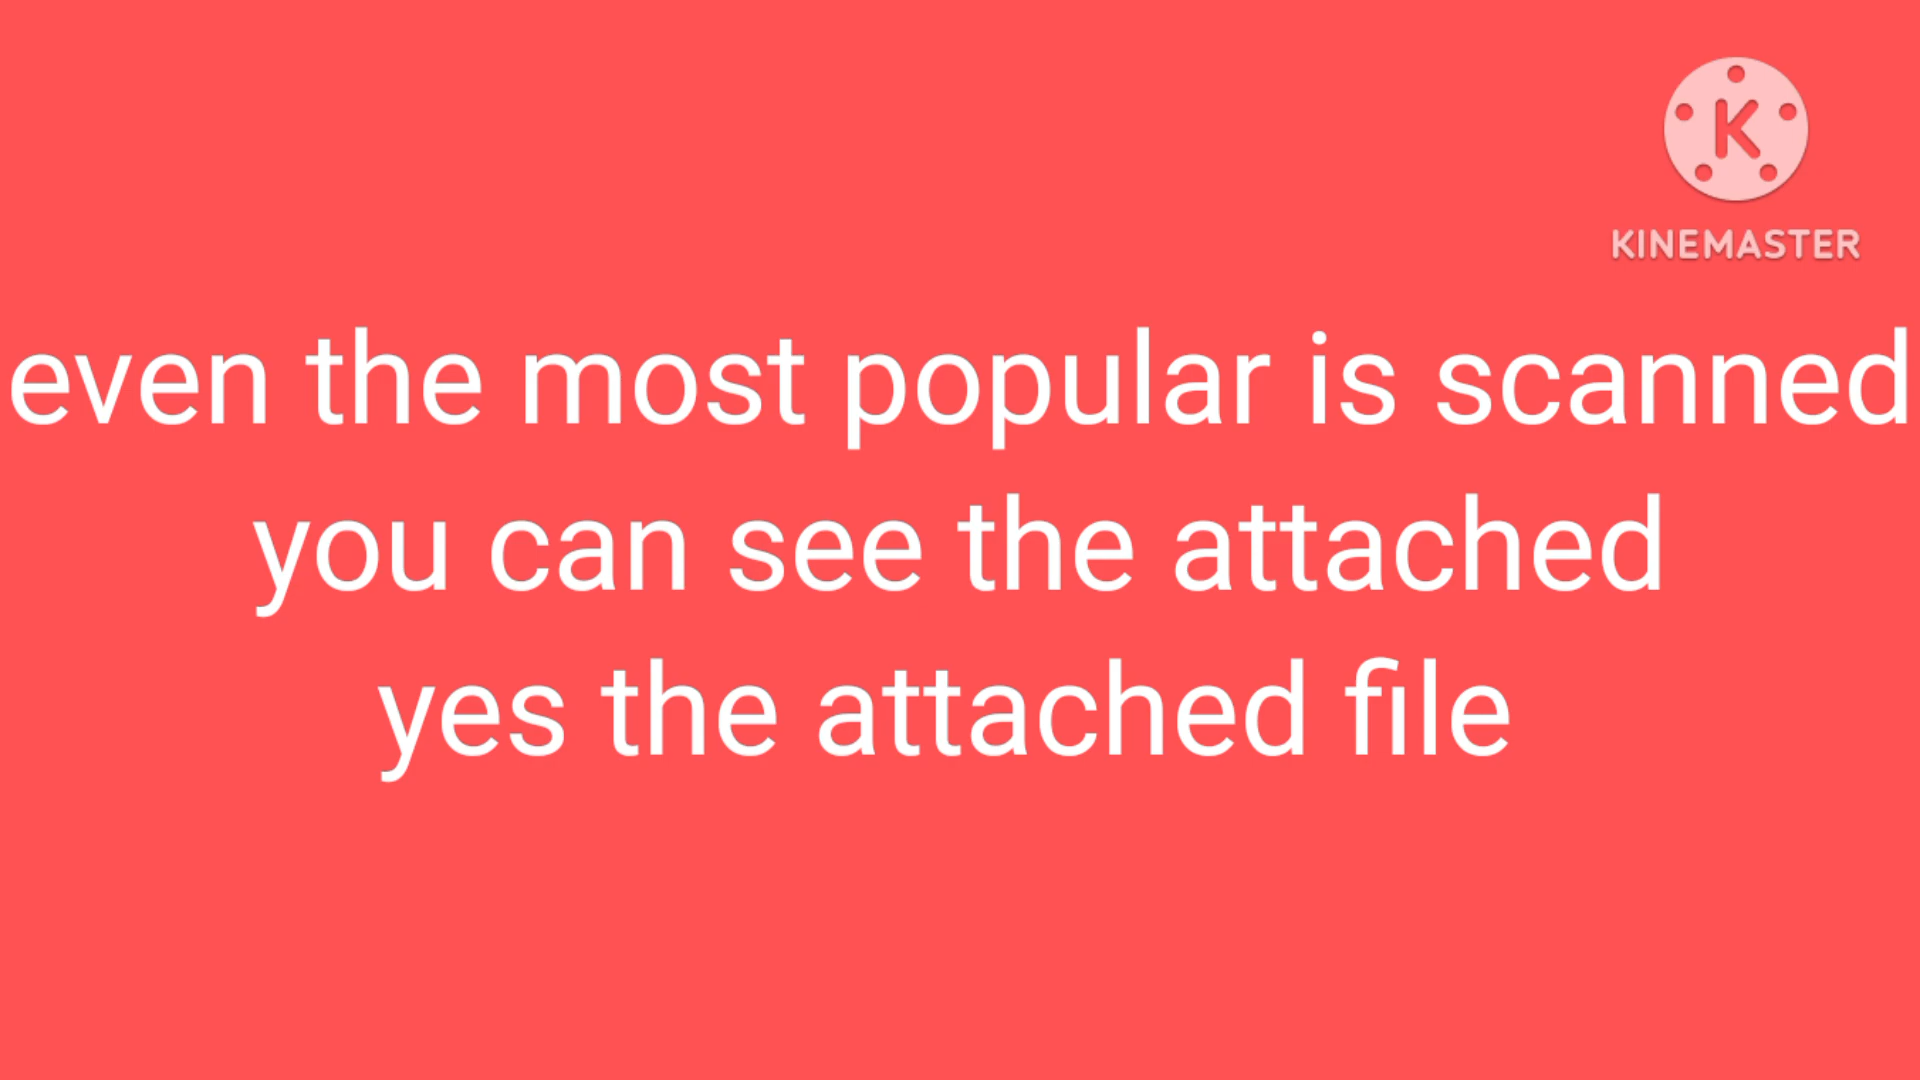 K
KINEMASTER
even the most popular is scanned
you can see the attached
yes the attached file